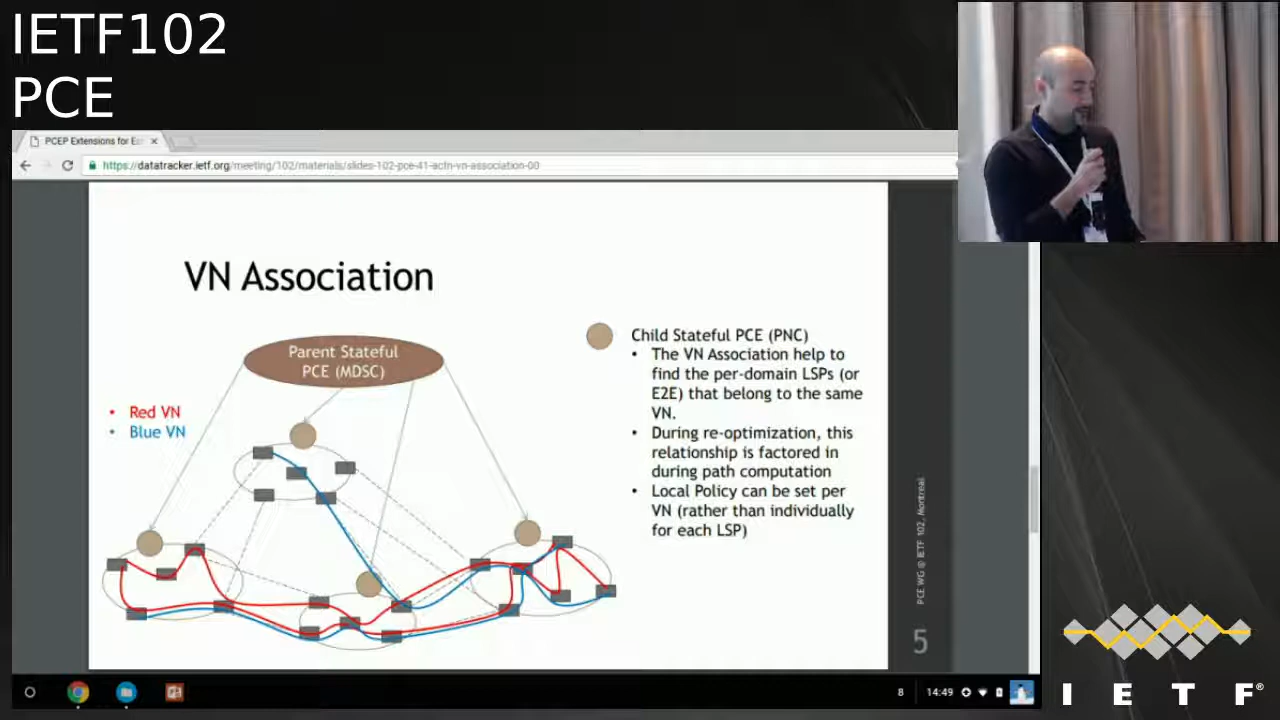 IETF102
PCE
PCEP Extensions for Es
https://datatracker.ietf.org/meeting/102/materials/slides-102-pce-41-actn-vn-association-00
VN Association
Parent Stateful
PCE (MDSC)
• Red VN
• Blue VN
Child Stateful PCE (PNC)
• The VN Association help to
find the per-domain LSPs (or
E2E) that belong to the same
VN.
• During re-optimization, this
relationship is factored in
during path computation
• Local Policy can be set per
VN (rather than individually
for each LSP)
PCE WG @ IETF 102, Montreal
5
8
14:49
I E T F®